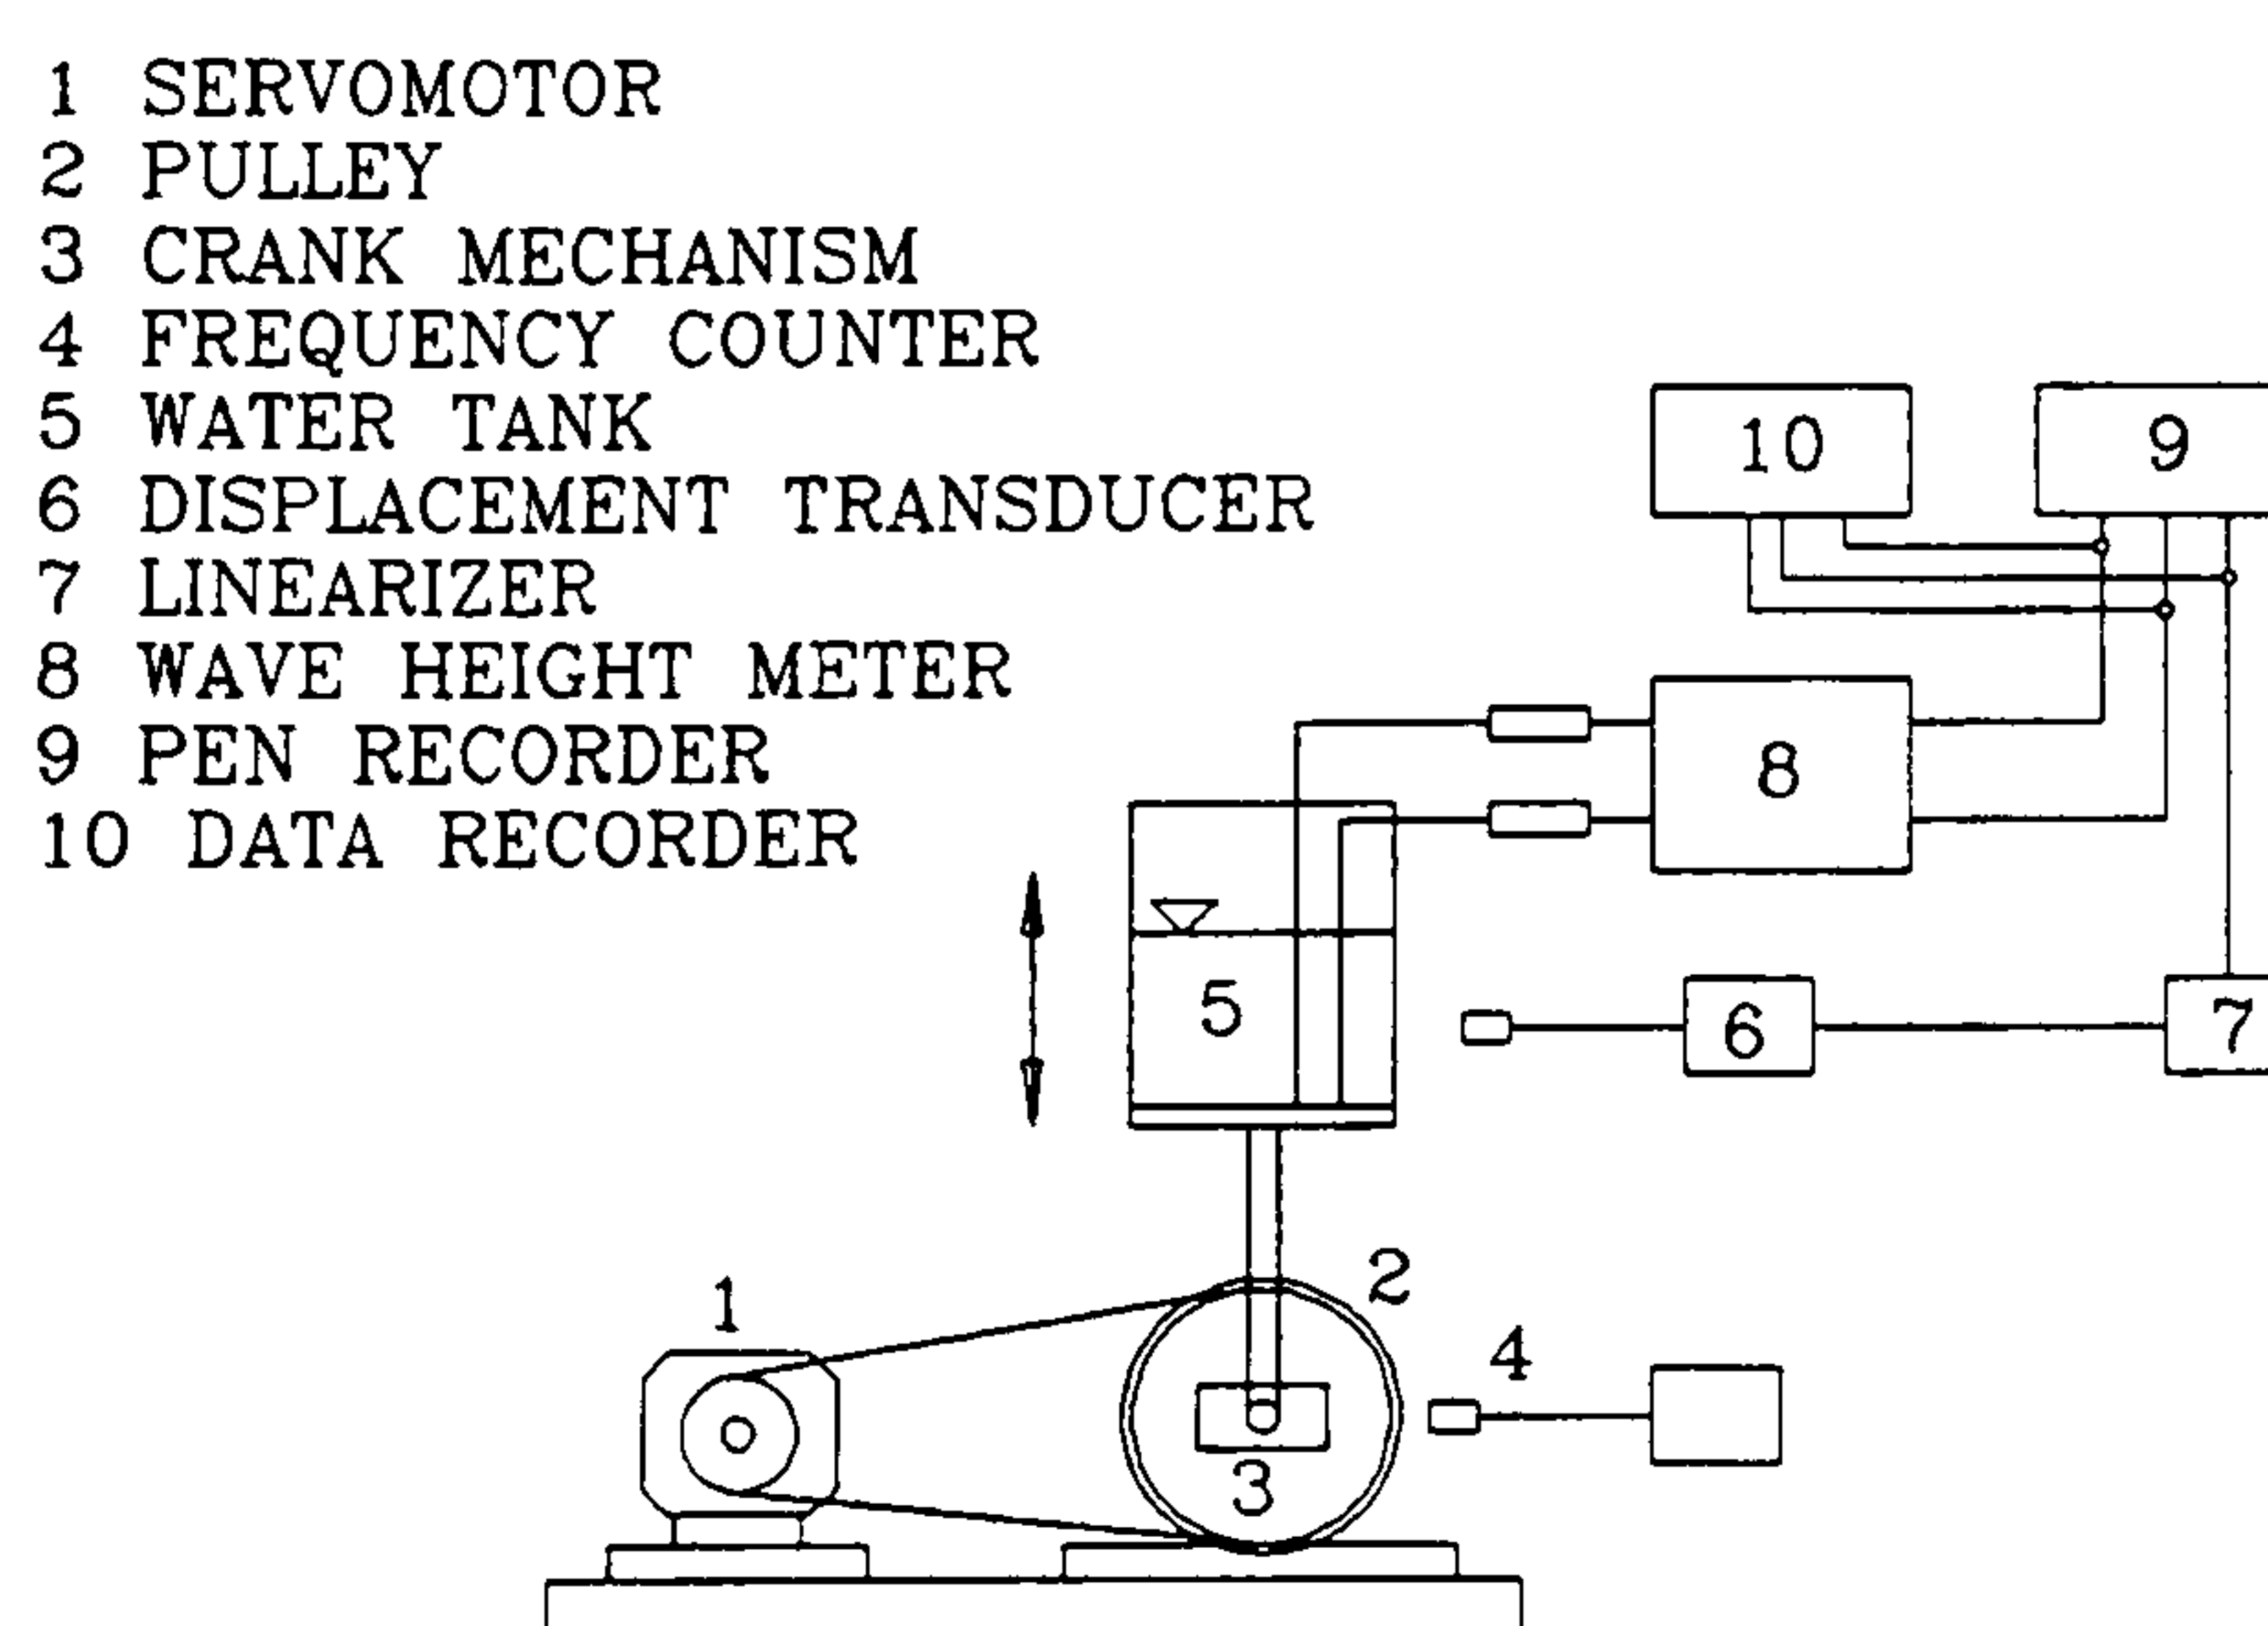 1 SERVOMOTOR
2 PULLEY
3 CRANK MECHANISM
4 FREQUENCY COUNTER
5 WATER TANK
6 DISPLACEMENT TRANSDUCER
7 LINEARIZER
8 WAVE HEIGHT METER
9 PEN RECORDER
10 DATA RECORDER
10 9
8
5
6 7
2
1
4
3